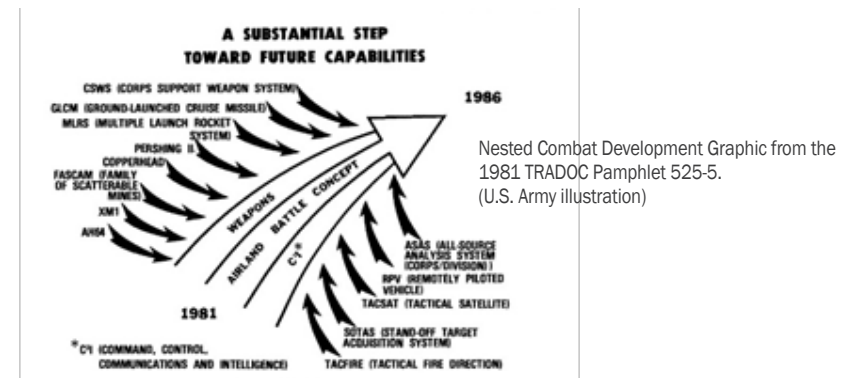 A SUBSTANTIAL STEP
TOWARD FUTURE CAPABILITIES
CSWS (CORPS SUPPORT WEAPON SYSTEM)
GLCM (GROUND-LAUNCHED CRUISE MISSILE)
MLRS (MULTIPLE LAUNCH ROCKET
SYSTEM)
PERSHING II
COPPERHEAD
FASCAM (FAMILY
OF SCATTERABLE
MINES)
XM1
AH64
1986
WEAPONS
AIRLAND BATTLE CONCEPT
C³I*
1981
ASAS (ALL-SOURCE
ANALYSIS SYSTEM
(CORPS/DIVISION))
RPV (REMOTELY PILOTED
VEHICLE)
TACSAT (TACTICAL SATELLITE)
SOTAS (STAND-OFF TARGET
ACQUISITION SYSTEM)
TACFIRE (TACTICAL FIRE DIRECTION)
*C³I (COMMAND, CONTROL,
COMMUNICATIONS AND INTELLIGENCE)
Nested Combat Development Graphic from the
1981 TRADOC Pamphlet 525-5.
(U.S. Army illustration)